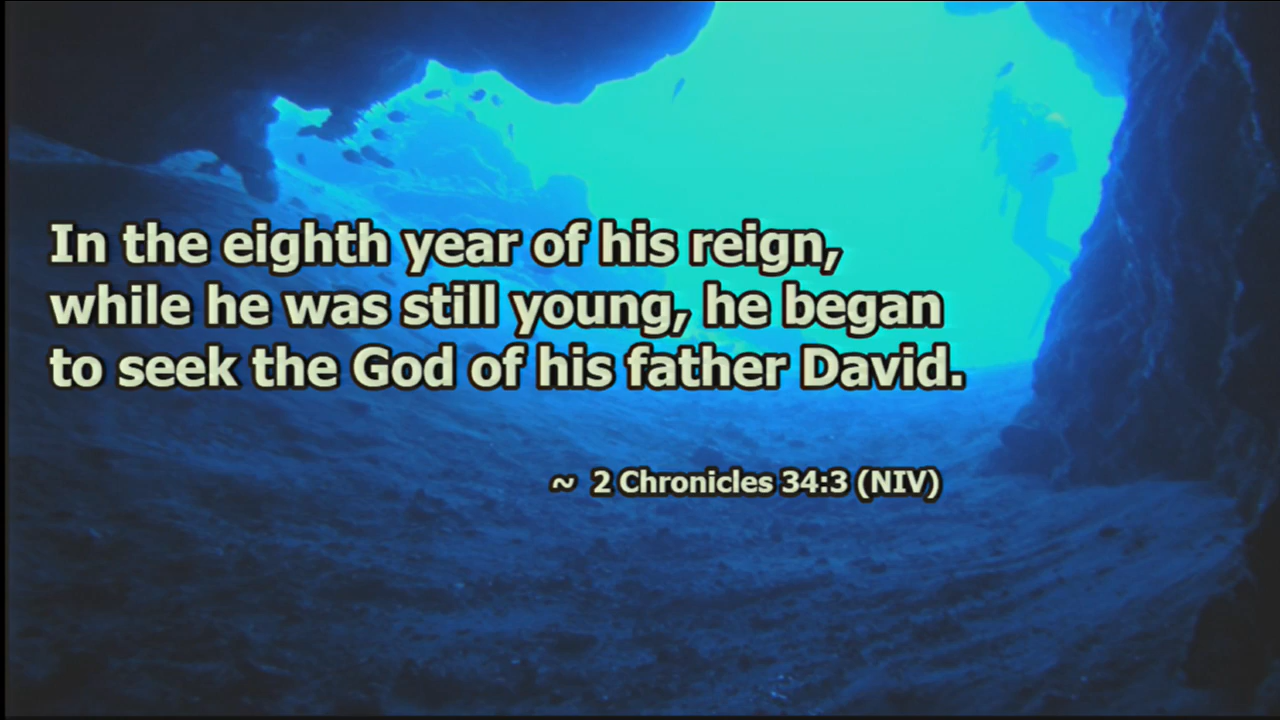 In the eighth year of his reign,
while he was still young, he began
to seek the God of his father David.
~ 2 Chronicles 34:3 (NIV)